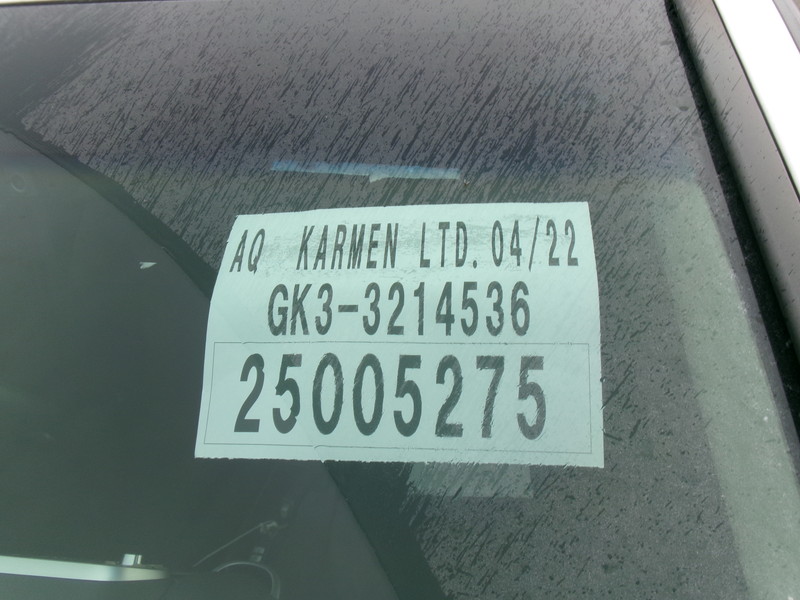 AQ KARMEN LTD. 04/22
GK3-3214536
25005275